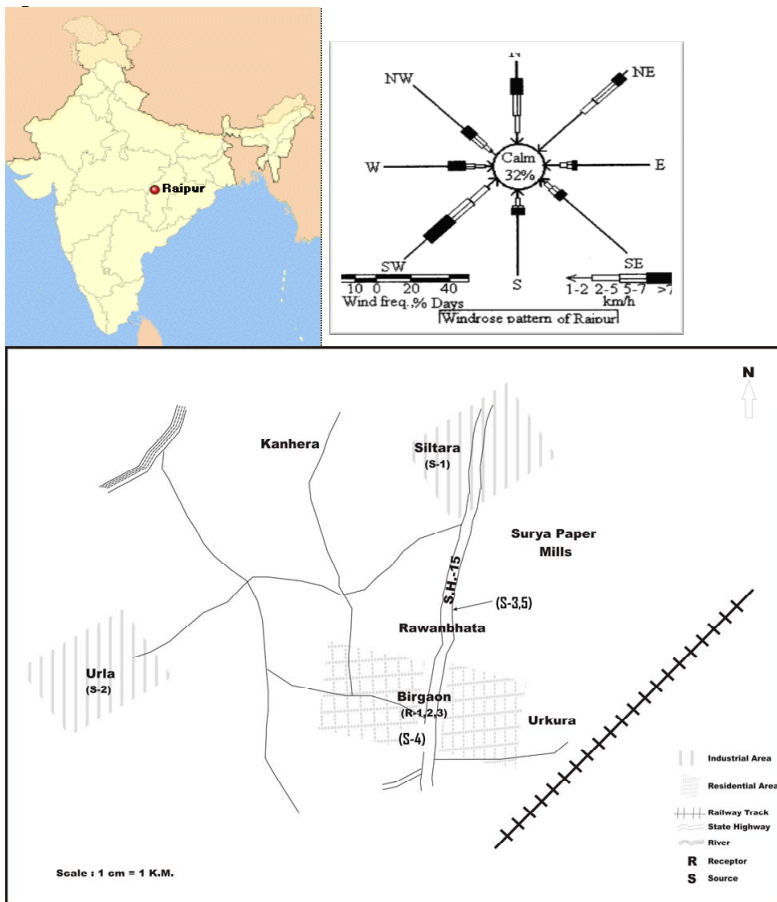 Raipur
N
NW
NE
W
Calm
32%
E
SW
S
SE
10 0 20 40
Wind freq.,% Days
1-2 2-5 5-7 >7
km/h
Windrose pattern of Raipur
N
Kanhera
Siltara
(S-1)
Surya Paper
Mills
S.H.-15
(S-3,5)
Rawanbhata
Urla
(S-2)
Birgaon
(R-1,2,3)
Urkura
(S-4)
Industrial Area
Residential Area
Railway Track
State Highway
River
R Receptor
S Source
Scale : 1 cm = 1 K.M.